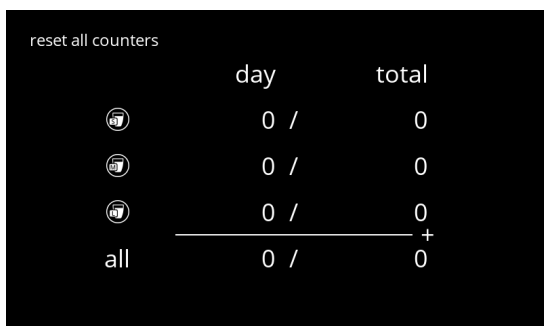 reset all counters
day total
S 0 / 0
M 0 / 0
L 0 / 0
+
all 0 / 0